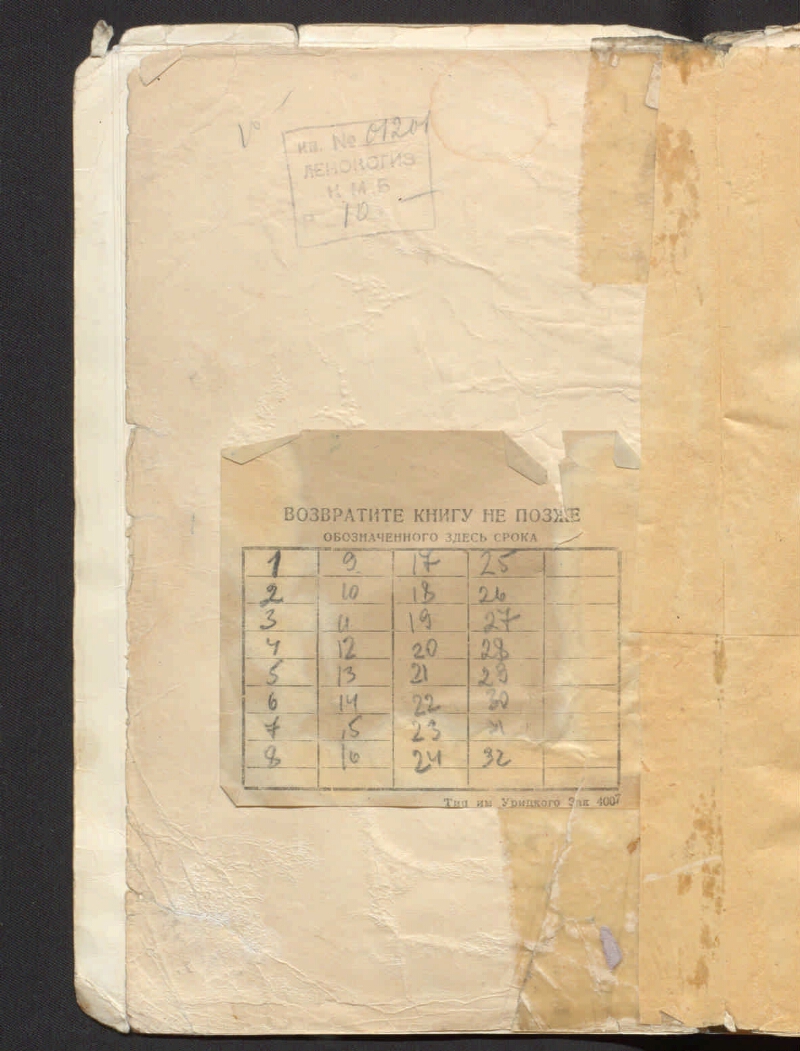 № 01201
ЛЕНОКОГИЗ
К.М.Б
10 —
ВОЗВРАТИТЕ КНИГУ НЕ ПОЗЖЕ
ОБОЗНАЧЕННОГО ЗДЕСЬ СРОКА
1 9 17 25
2 10 18 26
3 11 19 27
4 12 20 28
5 13 21 29
6 14 22 30
7 15 23 31
8 16 24 32
Тип им Урицкого Зак 4007